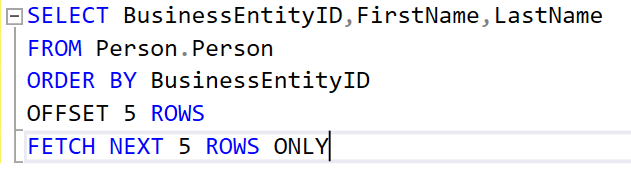 SELECT BusinessEntityID,FirstName,LastName
FROM Person.Person
ORDER BY BusinessEntityID
OFFSET 5 ROWS
FETCH NEXT 5 ROWS ONLY